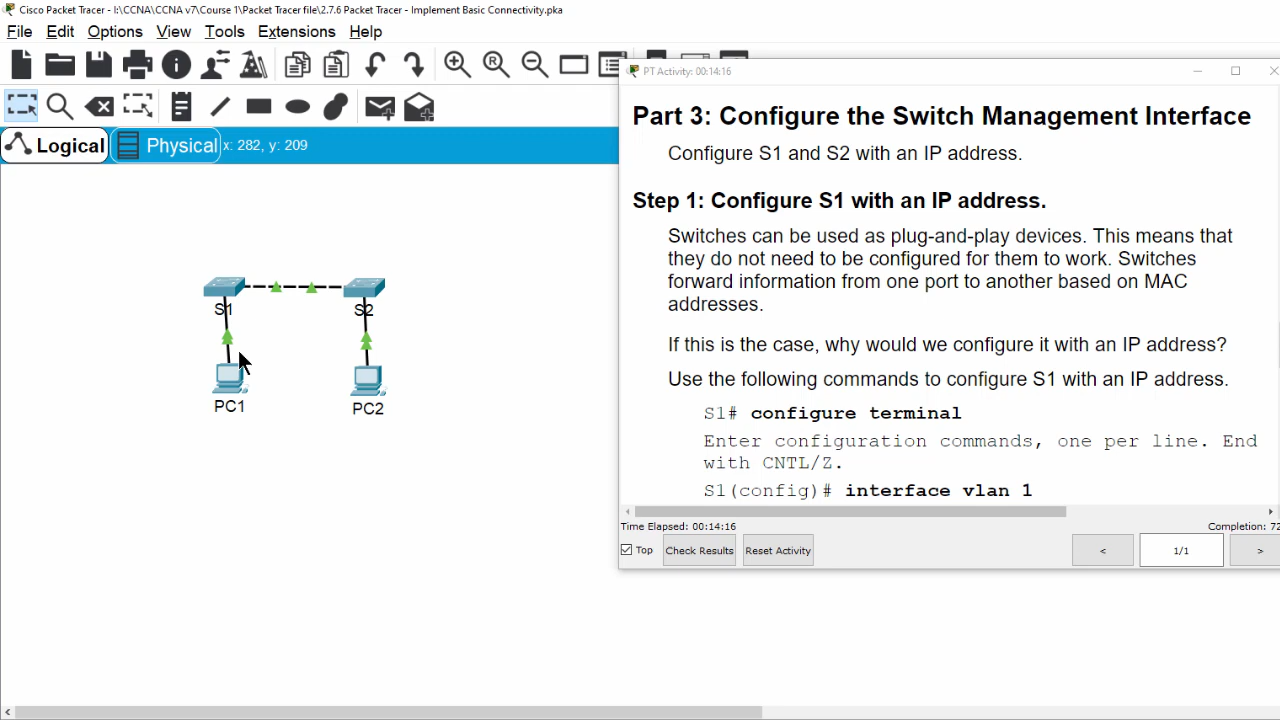 Cisco Packet Tracer - I:\CCNA\CCNA v7\Course 1\Packet Tracer file\2.7.6 Packet Tracer - Implement Basic Connectivity.pka
File Edit Options View Tools Extensions Help
R
PT Activity: 00:14:16
Logical Physical x: 282, y: 209
Part 3: Configure the Switch Management Interface
Configure S1 and S2 with an IP address.
Step 1: Configure S1 with an IP address.
Switches can be used as plug-and-play devices. This means that
they do not need to be configured for them to work. Switches
forward information from one port to another based on MAC
addresses.
If this is the case, why would we configure it with an IP address?
Use the following commands to configure S1 with an IP address.
S1# configure terminal
Enter configuration commands, one per line. End
with CNTL/Z.
S1(config)# interface vlan 1
Time Elapsed: 00:14:16 Completion: 72
Top Check Results Reset Activity < 1/1 >
S1 S2
PC1 PC2